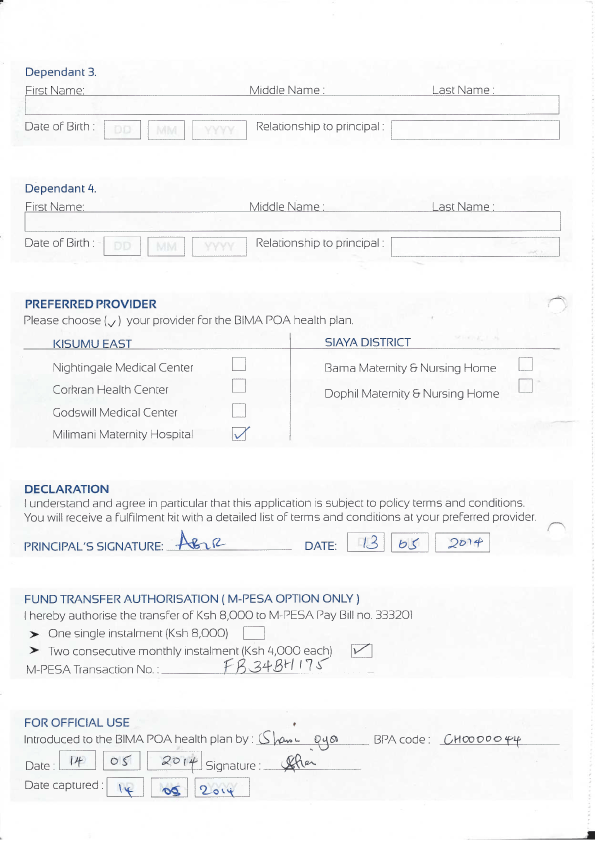 Dependant 3.
First Name: Middle Name : Last Name :
Date of Birth : DD MM YYYY Relationship to principal :
Dependant 4.
First Name: Middle Name : Last Name :
Date of Birth : DD MM YYYY Relationship to principal :
PREFERRED PROVIDER
Please choose (✓) your provider for the BIMA POA health plan.
KISUMU EAST SIAYA DISTRICT
Nightingale Medical Center Bama Maternity & Nursing Home
Corkran Health Center Dophil Maternity & Nursing Home
Godswill Medical Center
Milimani Maternity Hospital ✓
DECLARATION
I understand and agree in particular that this application is subject to policy terms and conditions.
You will receive a fulfilment kit with a detailed list of terms and conditions at your preferred provider.
PRINCIPAL'S SIGNATURE: DATE: 13 05 2014
FUND TRANSFER AUTHORISATION ( M-PESA OPTION ONLY )
I hereby authorise the transfer of Ksh 8,000 to M-PESA Pay Bill no. 333201
➤ One single instalment (Ksh 8,000)
➤ Two consecutive monthly instalment (Ksh 4,000 each) ✓
M-PESA Transaction No.: FB34BH175
FOR OFFICIAL USE
Introduced to the BIMA POA health plan by : BPA code : CH0000044
Date : 14 05 2014 Signature :
Date captured : 14 05 2014